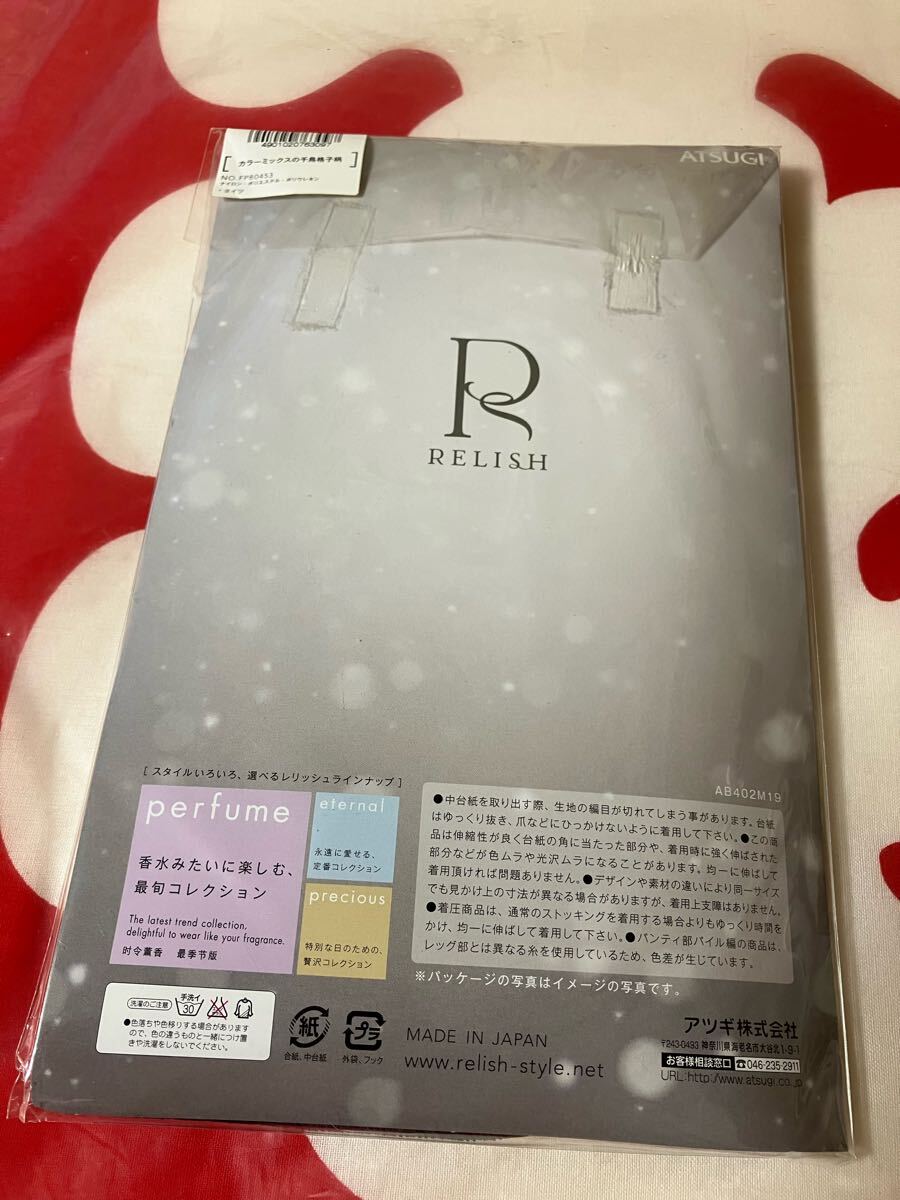 4901020763097
カラーミックスの千鳥格子柄
NO.FP80453
ナイロン・ポリエステル・ポリウレタン
ATSUGI
R
RELISH
[ スタイルいろいろ、選べるレリッシュラインナップ ]
perfume
香水みたいに楽しむ、
最旬コレクション
The latest trend collection,
delightful to wear like your fragrance.
时令薰香 最季节版
eternal
永遠に愛せる、
定番コレクション
precious
特別な日のための、
贅沢コレクション
AB402M19
●中台紙を取り出す際、生地の編目が切れてしまう事があります。台紙
はゆっくり抜き、爪などにひっかけないように着用して下さい。●この商
品は伸縮性が良く台紙の角に当たった部分や、着用時に強く伸ばされた
部分などが色ムラや光沢ムラになることがあります。均一に伸ばして
着用頂ければ問題ありません。●デザインや素材の違いにより同一サイズ
でも見かけ上の寸法が異なる場合がありますが、着用上支障はありません。
●着圧商品は、通常のストッキングを着用する場合よりもゆっくり時間を
かけ、均一に伸ばして着用して下さい。●パンティ部パイル編の商品は、
レッグ部とは異なる糸を使用しているため、色差が生じています。
※パッケージの写真はイメージの写真です。
洗濯のご注意
手洗イ
30
●色落ちや色移りする場合があります
ので、色の違うものと一緒につけ置
きや洗濯をしないでください。
紙
合紙、中台紙
プラ
外袋、フック
MADE IN JAPAN
www.relish-style.net
アツギ株式会社
〒243-0493 神奈川県海老名市大谷北1-9-1
お客様相談窓口 ☎046-235-2911
URL:http://www.atsugi.co.jp